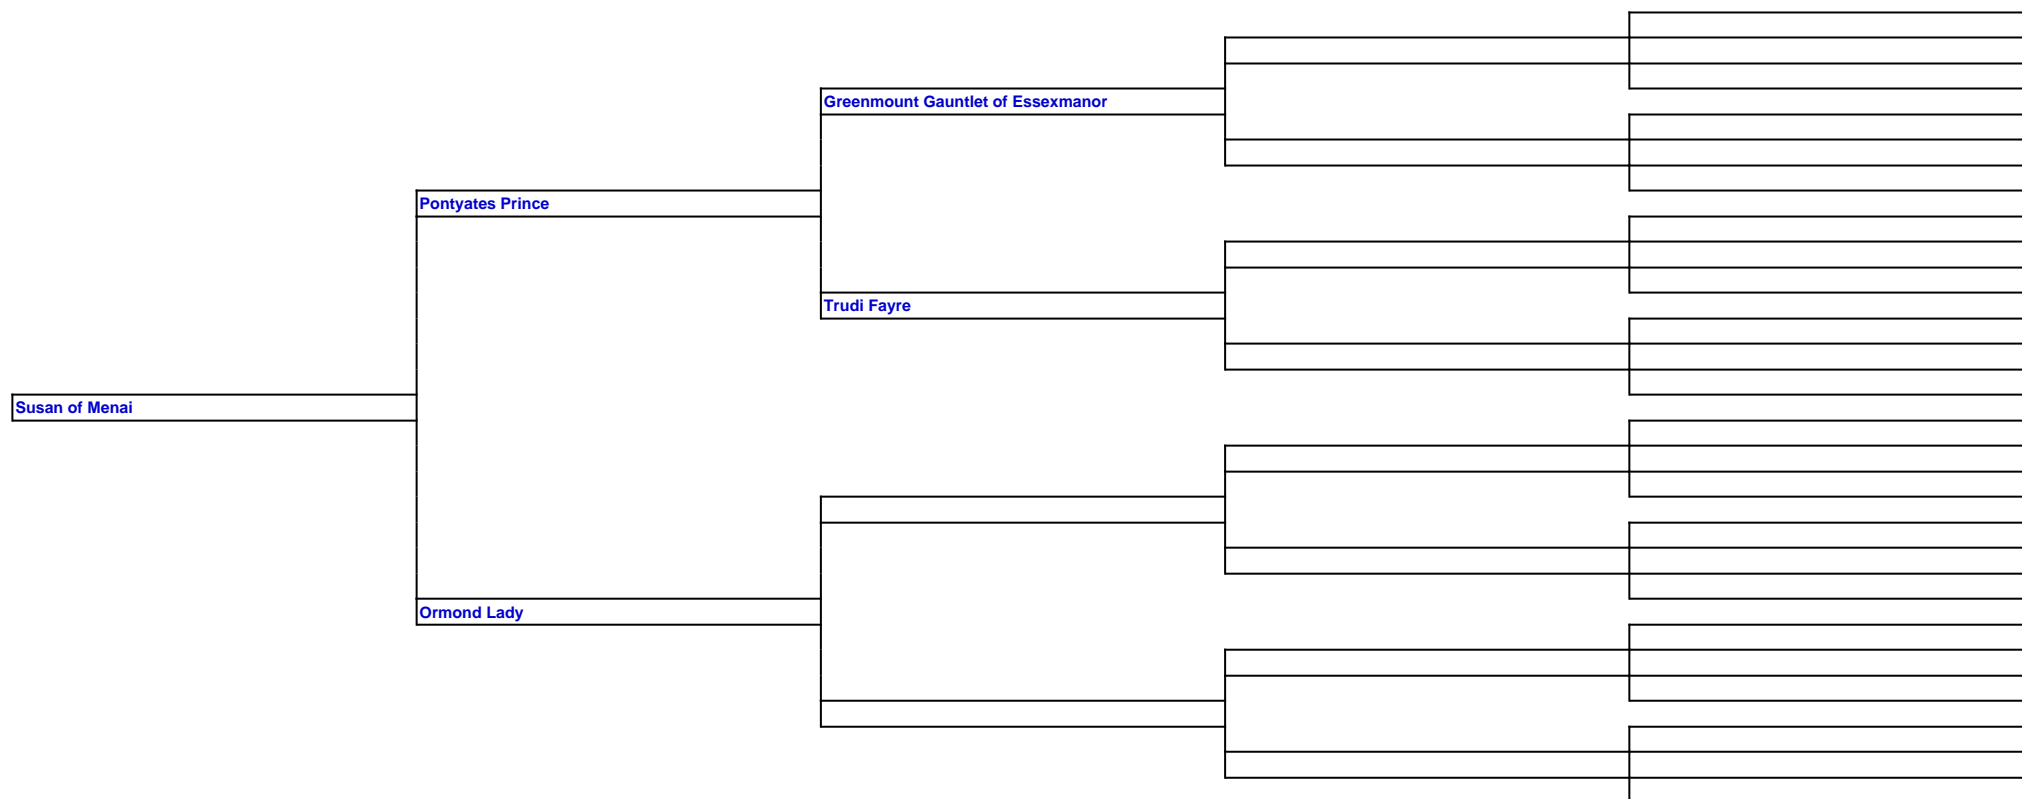 Greenmount Gauntlet of Essexmanor
Pontyates Prince
Trudi Fayre
Susan of Menai
Ormond Lady